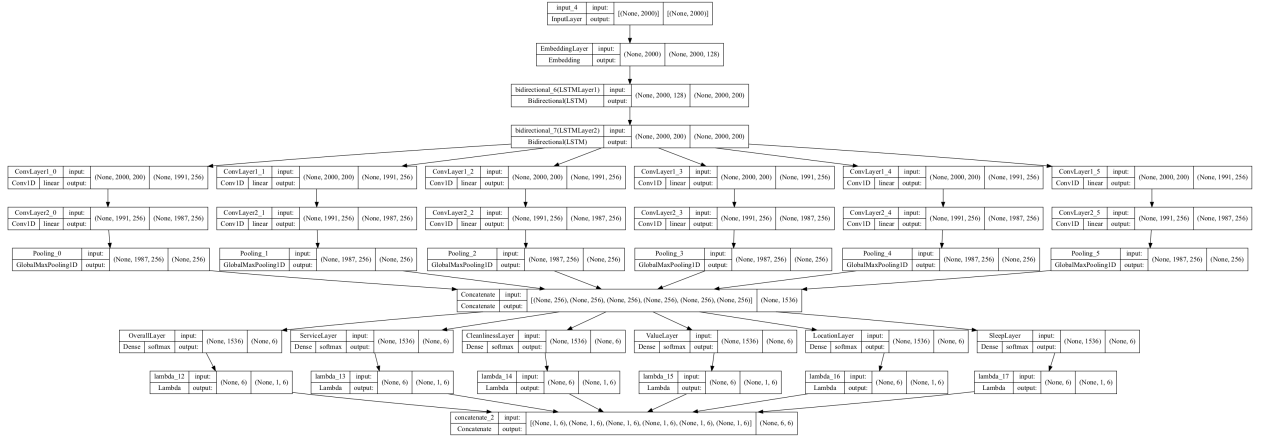 input_4 input: [(None, 2000)] [(None, 2000)]
InputLayer output:
EmbeddingLayer input: (None, 2000) (None, 2000, 128)
Embedding output:
bidirectional_6(LSTMLayer1) input: (None, 2000, 128) (None, 2000, 200)
Bidirectional(LSTM) output:
bidirectional_7(LSTMLayer2) input: (None, 2000, 200) (None, 2000, 200)
Bidirectional(LSTM) output:
ConvLayer1_0 input: (None, 2000, 200) (None, 1991, 256)
Conv1D linear output:
ConvLayer1_1 input: (None, 2000, 200) (None, 1991, 256)
Conv1D linear output:
ConvLayer1_2 input: (None, 2000, 200) (None, 1991, 256)
Conv1D linear output:
ConvLayer1_3 input: (None, 2000, 200) (None, 1991, 256)
Conv1D linear output:
ConvLayer1_4 input: (None, 2000, 200) (None, 1991, 256)
Conv1D linear output:
ConvLayer1_5 input: (None, 2000, 200) (None, 1991, 256)
Conv1D linear output:
ConvLayer2_0 input: (None, 1991, 256) (None, 1987, 256)
Conv1D linear output:
ConvLayer2_1 input: (None, 1991, 256) (None, 1987, 256)
Conv1D linear output:
ConvLayer2_2 input: (None, 1991, 256) (None, 1987, 256)
Conv1D linear output:
ConvLayer2_3 input: (None, 1991, 256) (None, 1987, 256)
Conv1D linear output:
ConvLayer2_4 input: (None, 1991, 256) (None, 1987, 256)
Conv1D linear output:
ConvLayer2_5 input: (None, 1991, 256) (None, 1987, 256)
Conv1D linear output:
Pooling_0 input: (None, 1987, 256) (None, 256)
GlobalMaxPooling1D output:
Pooling_1 input: (None, 1987, 256) (None, 256)
GlobalMaxPooling1D output:
Pooling_2 input: (None, 1987, 256) (None, 256)
GlobalMaxPooling1D output:
Pooling_3 input: (None, 1987, 256) (None, 256)
GlobalMaxPooling1D output:
Pooling_4 input: (None, 1987, 256) (None, 256)
GlobalMaxPooling1D output:
Pooling_5 input: (None, 1987, 256) (None, 256)
GlobalMaxPooling1D output:
Concatenate input: [(None, 256), (None, 256), (None, 256), (None, 256), (None, 256), (None, 256)] (None, 1536)
Concatenate output:
OverallLayer input: (None, 1536) (None, 6)
Dense softmax output:
ServiceLayer input: (None, 1536) (None, 6)
Dense softmax output:
CleanlinessLayer input: (None, 1536) (None, 6)
Dense softmax output:
ValueLayer input: (None, 1536) (None, 6)
Dense softmax output:
LocationLayer input: (None, 1536) (None, 6)
Dense softmax output:
SleepLayer input: (None, 1536) (None, 6)
Dense softmax output:
lambda_12 input: (None, 6) (None, 1, 6)
Lambda output:
lambda_13 input: (None, 6) (None, 1, 6)
Lambda output:
lambda_14 input: (None, 6) (None, 1, 6)
Lambda output:
lambda_15 input: (None, 6) (None, 1, 6)
Lambda output:
lambda_16 input: (None, 6) (None, 1, 6)
Lambda output:
lambda_17 input: (None, 6) (None, 1, 6)
Lambda output:
concatenate_2 input: [(None, 1, 6), (None, 1, 6), (None, 1, 6), (None, 1, 6), (None, 1, 6), (None, 1, 6)] (None, 6, 6)
Concatenate output: